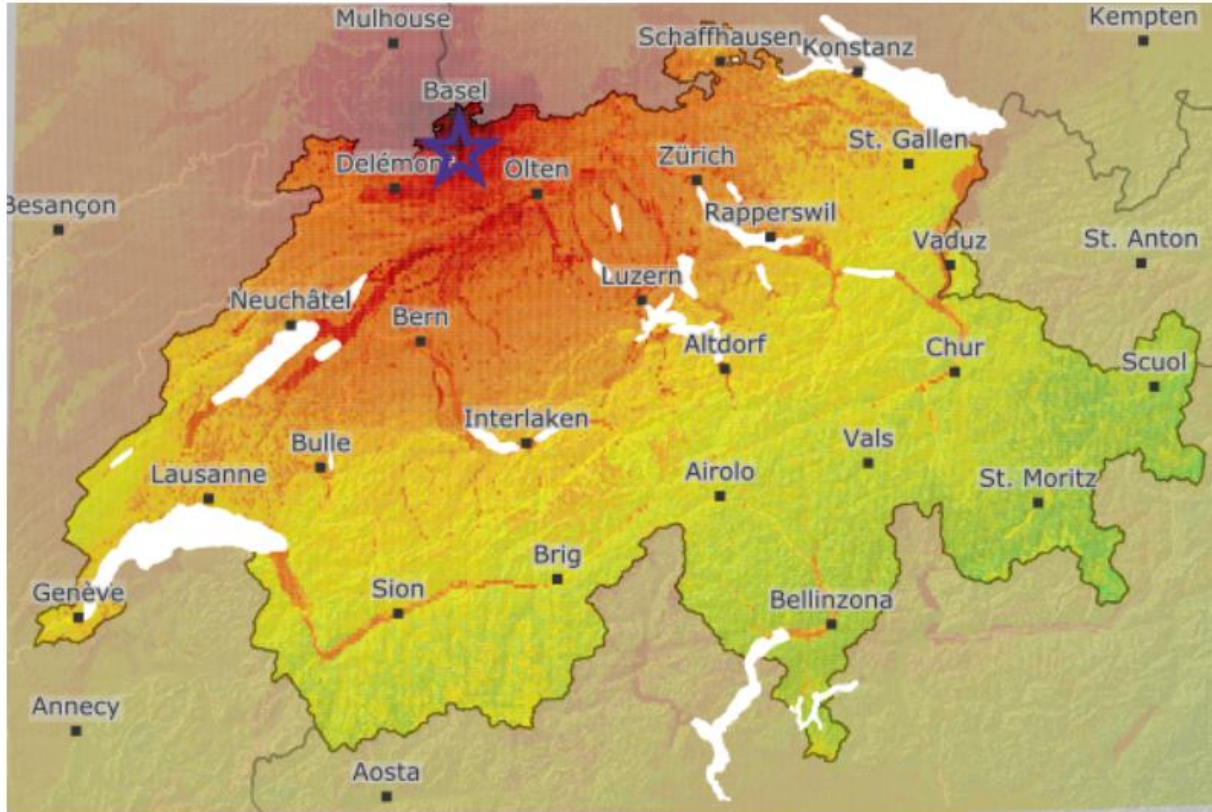 Mulhouse
Kempten
Schaffhausen
Konstanz
Basel
St. Gallen
Delémon
Olten
Zürich
Besançon
Rapperswil
Vaduz
St. Anton
Luzern
Neuchâtel
Bern
Altdorf
Chur
Scuol
Interlaken
Bulle
Vals
Lausanne
Airolo
St. Moritz
Brig
Genève
Sion
Bellinzona
Annecy
Aosta